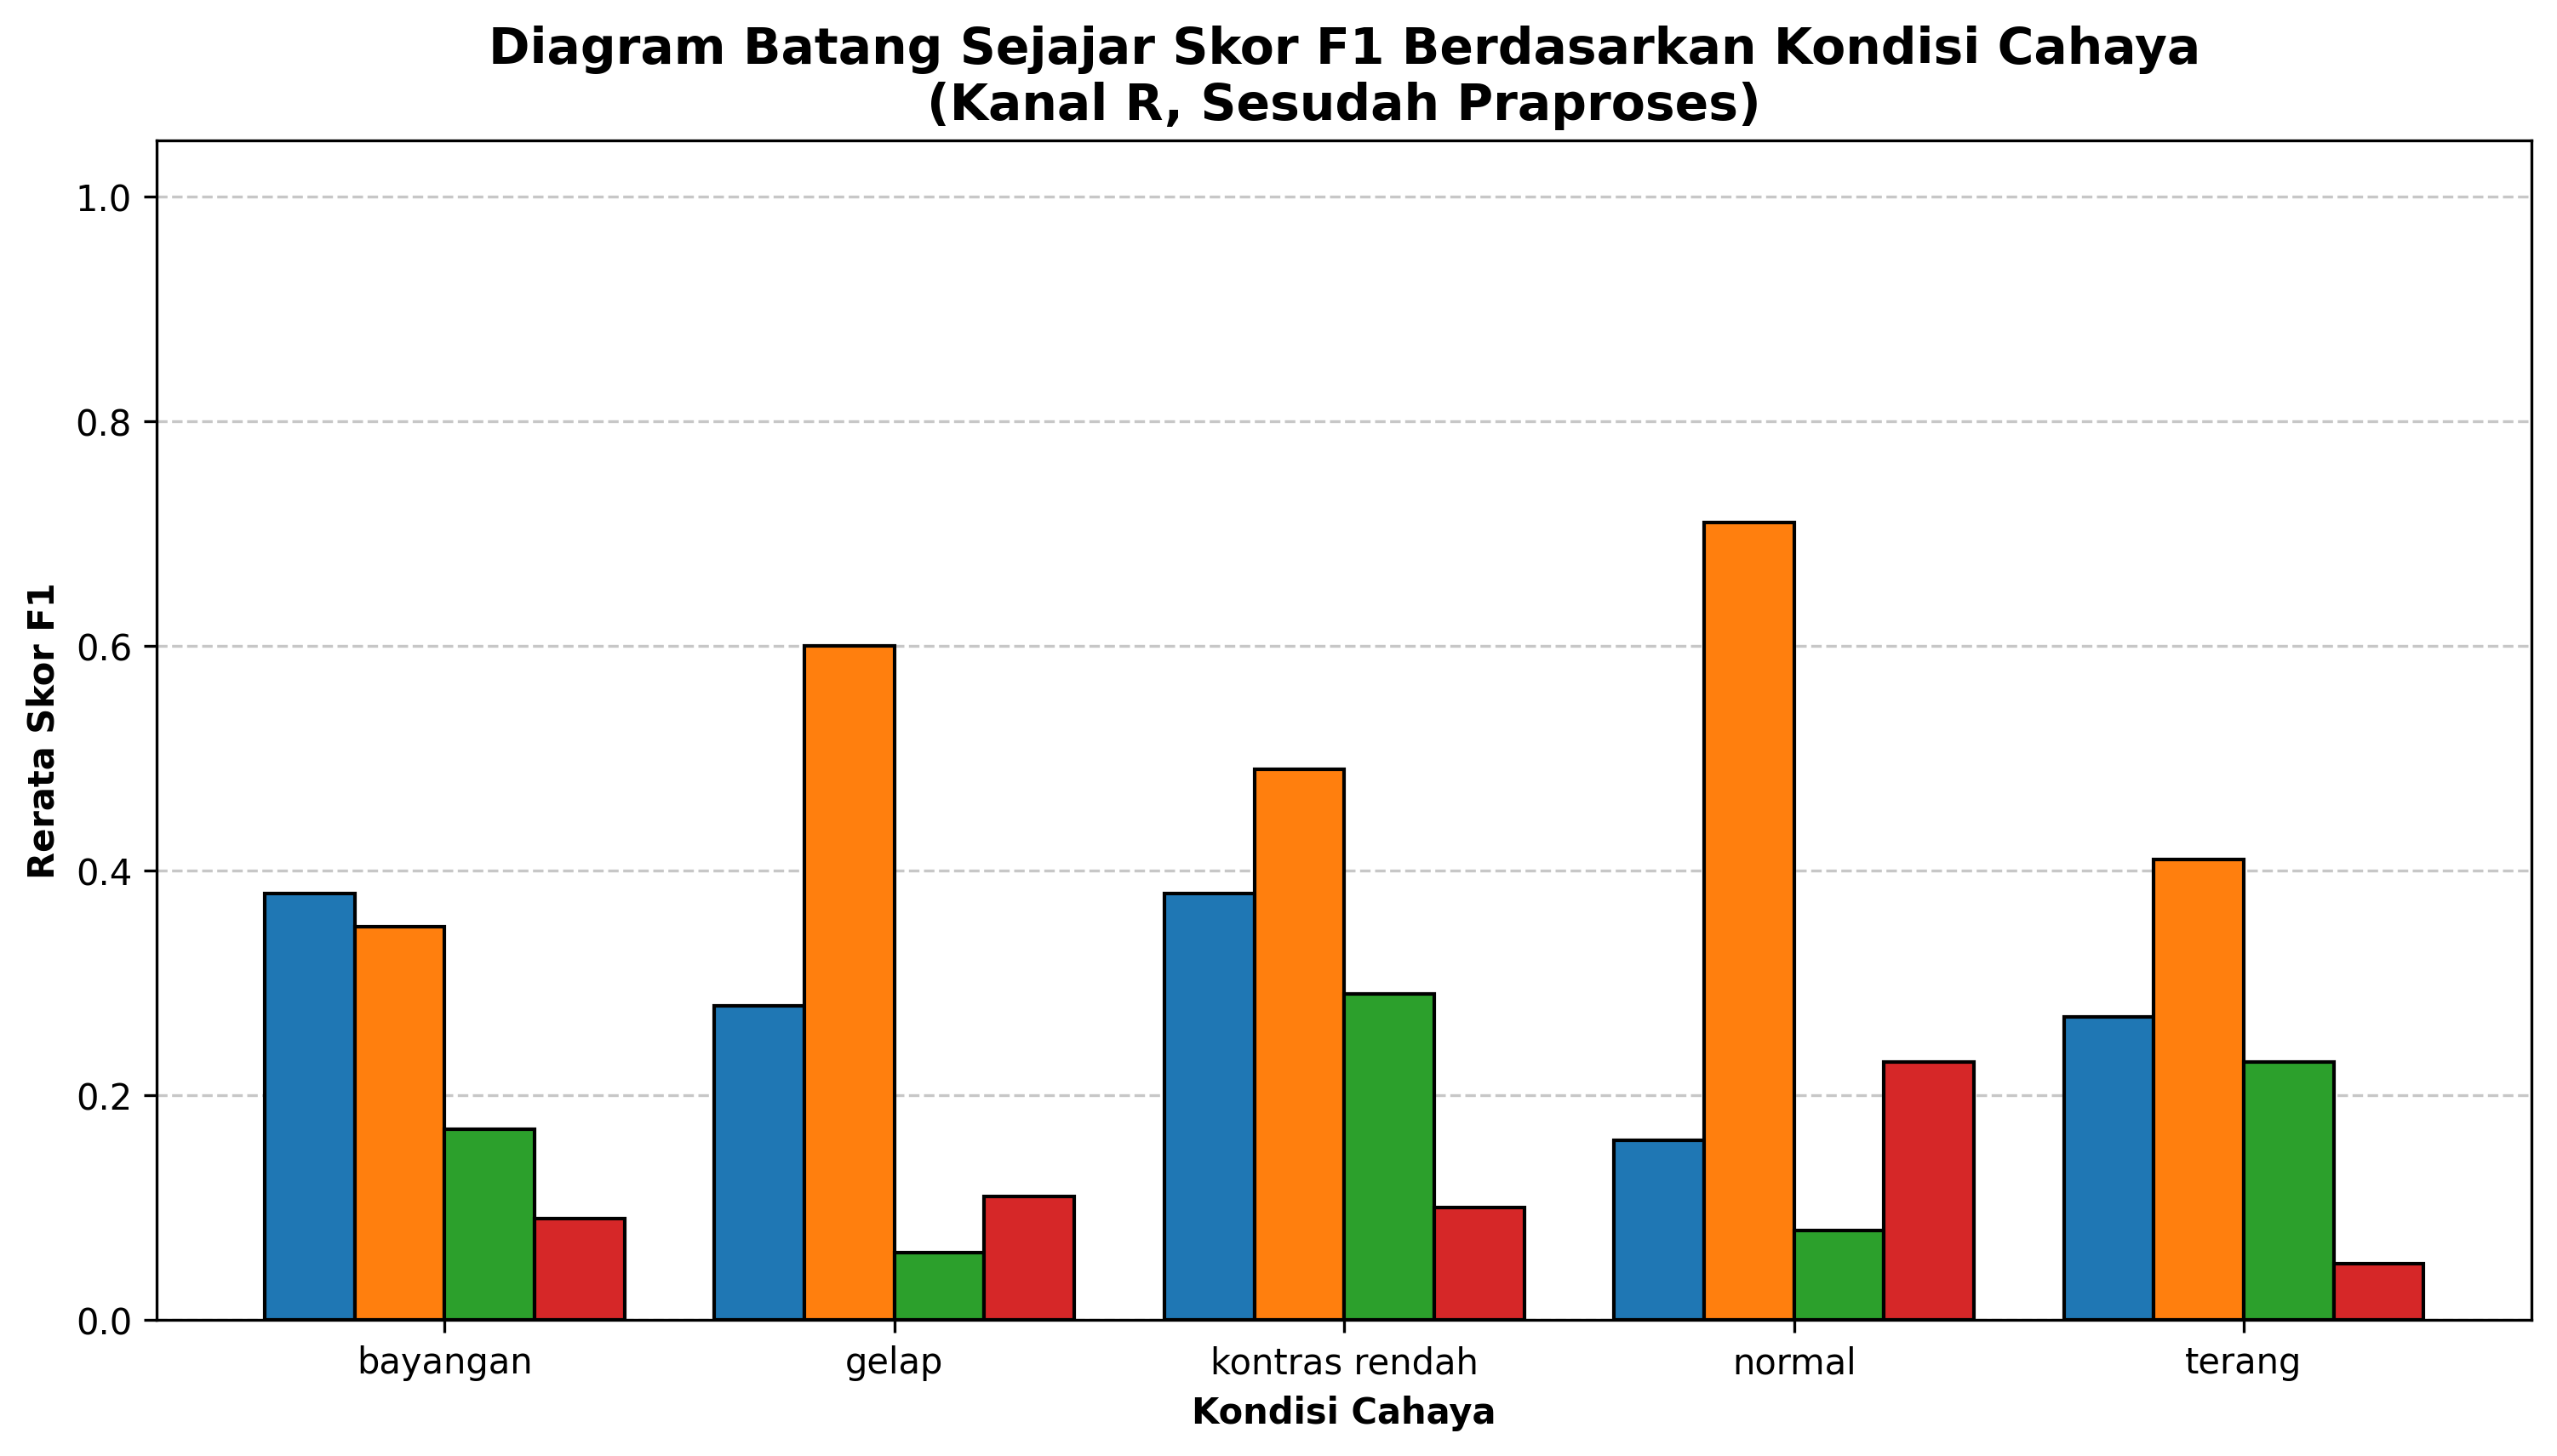 Diagram Batang Sejajar Skor F1 Berdasarkan Kondisi Cahaya
(Kanal R, Sesudah Praproses)
Rerata Skor F1
1.0
0.8
0.6
0.4
0.2
0.0
bayangan
gelap
kontras rendah
normal
terang
Kondisi Cahaya